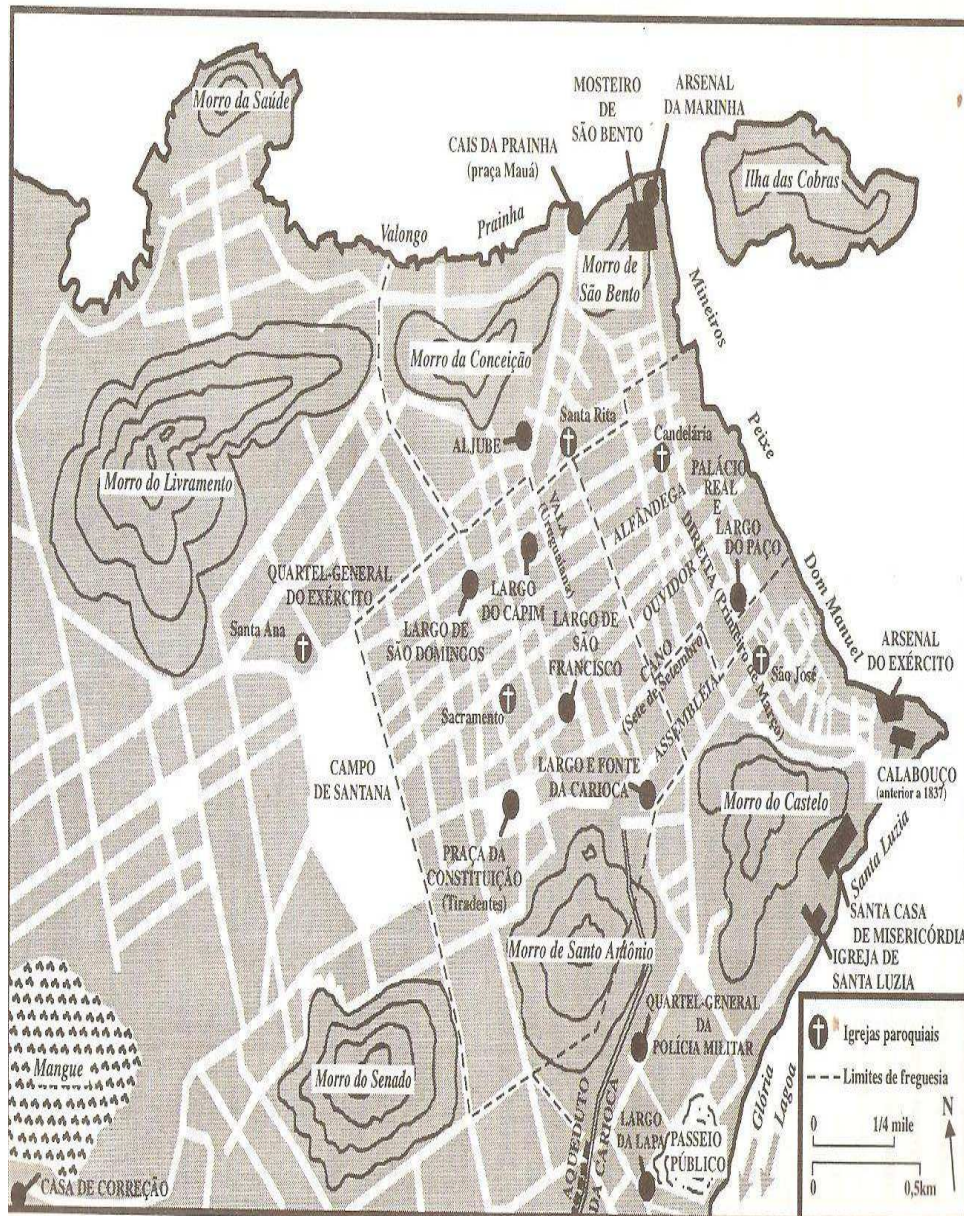 Morro da Saúde
MOSTEIRO
DE
SÃO BENTO
ARSENAL
DA MARINHA
CAIS DA PRAINHA
(praça Mauá)
Ilha das Cobras
Valongo
Prainha
Morro de
São Bento
Mineiros
Morro da Conceição
Peixe
Santa Rita
Candelária
ALJUBE
Morro do Livramento
PALÁCIO
REAL
E
LARGO
DO PAÇO
VALA
(Uruguaiana)
ALFÂNDEGA
DIREITA (Primeiro de Março)
OUVIDOR
Dom Manuel
QUARTEL-GENERAL
DO EXÉRCITO
LARGO
DO CAPIM
LARGO DE
SÃO DOMINGOS
LARGO DE
SÃO
FRANCISCO
Santa Ana
CANO
(Sete de Setembro)
ASSEMBLÉIA
São José
ARSENAL
DO EXÉRCITO
Sacramento
CAMPO
DE SANTANA
LARGO E FONTE
DA CARIOCA
CALABOUÇO
(anterior a 1837)
Morro do Castelo
PRAÇA DA
CONSTITUIÇÃO
(Tiradentes)
Santa Luzia
SANTA CASA
DE MISERICÓRDIA
IGREJA DE
SANTA LUZIA
Morro de Santo Antônio
QUARTEL-GENERAL
DA
POLÍCIA MILITAR
Mangue
Morro do Senado
AQUEDUTO
DA CARIOCA
LARGO
DA LAPA
PASSEIO
PÚBLICO
Glória
Lagoa
CASA DE CORREÇÃO
Igrejas paroquiais
Limites de freguesia
N
0 1/4 mile
0 0,5km